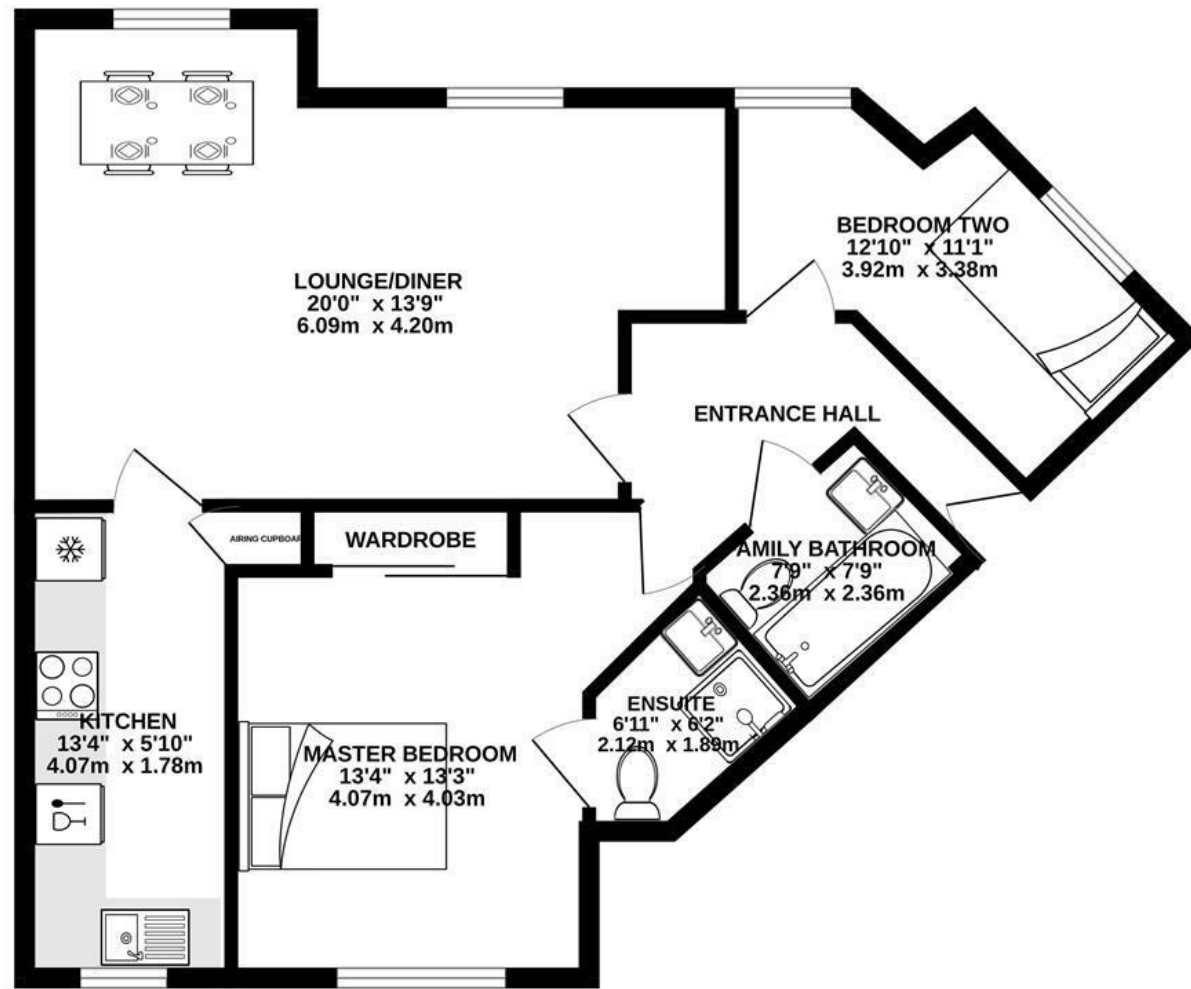 BEDROOM TWO
12'10" x 11'1"
3.92m x 3.38m
LOUNGE/DINER
20'0" x 13'9"
6.09m x 4.20m
ENTRANCE HALL
AIRING CUPBOAR
WARDROBE
AMILY BATHROOM
7'9" x 7'9"
2.36m x 2.36m
KITCHEN
13'4" x 5'10"
4.07m x 1.78m
MASTER BEDROOM
13'4" x 13'3"
4.07m x 4.03m
ENSUITE
6'11" x 6'2"
2.12m x 1.89m